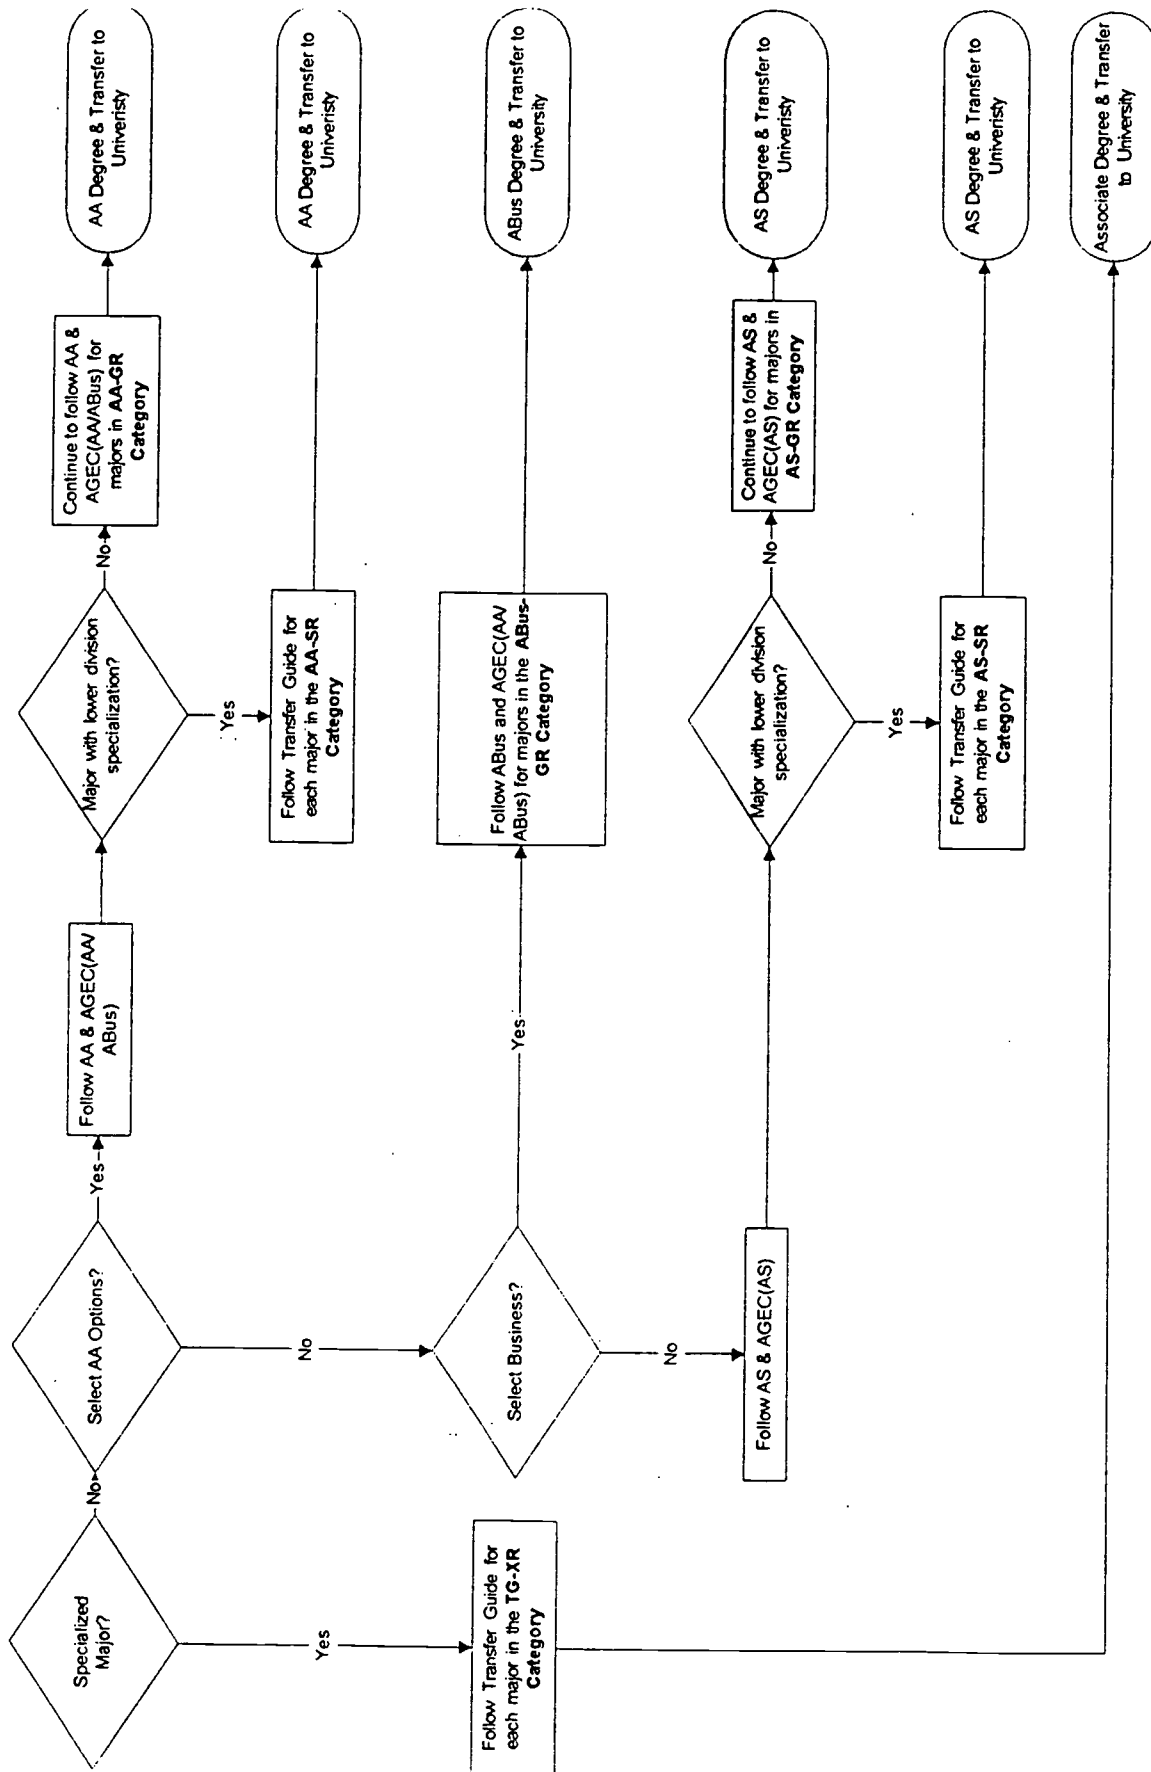 Specialized
Major?
No
Yes
Select AA Options?
Yes
No
Follow AA & AGEC(AA/
ABus)
Major with lower division
specialization?
No
Yes
Continue to follow AA &
AGEC(AA/ABus) for
majors in AA-GR
Category
AA Degree & Transfer to
Univeristy
Follow Transfer Guide for
each major in the AA-SR
Category
AA Degree & Transfer to
Univeristy
Select Business?
Yes
No
Follow ABus and AGEC(AA/
ABus) for majors in the ABus-
GR Category
ABus Degree & Transfer to
University
Follow AS & AGEC(AS)
Major with lower division
specialization?
No
Yes
Continue to follow AS &
AGEC(AS) for majors in
AS-GR Category
AS Degree & Transfer to
Univeristy
Follow Transfer Guide for
each major in the AS-SR
Category
AS Degree & Transfer to
Univeristy
Follow Transfer Guide for
each major in the TG-XR
Category
Associate Degree & Transfer
to University